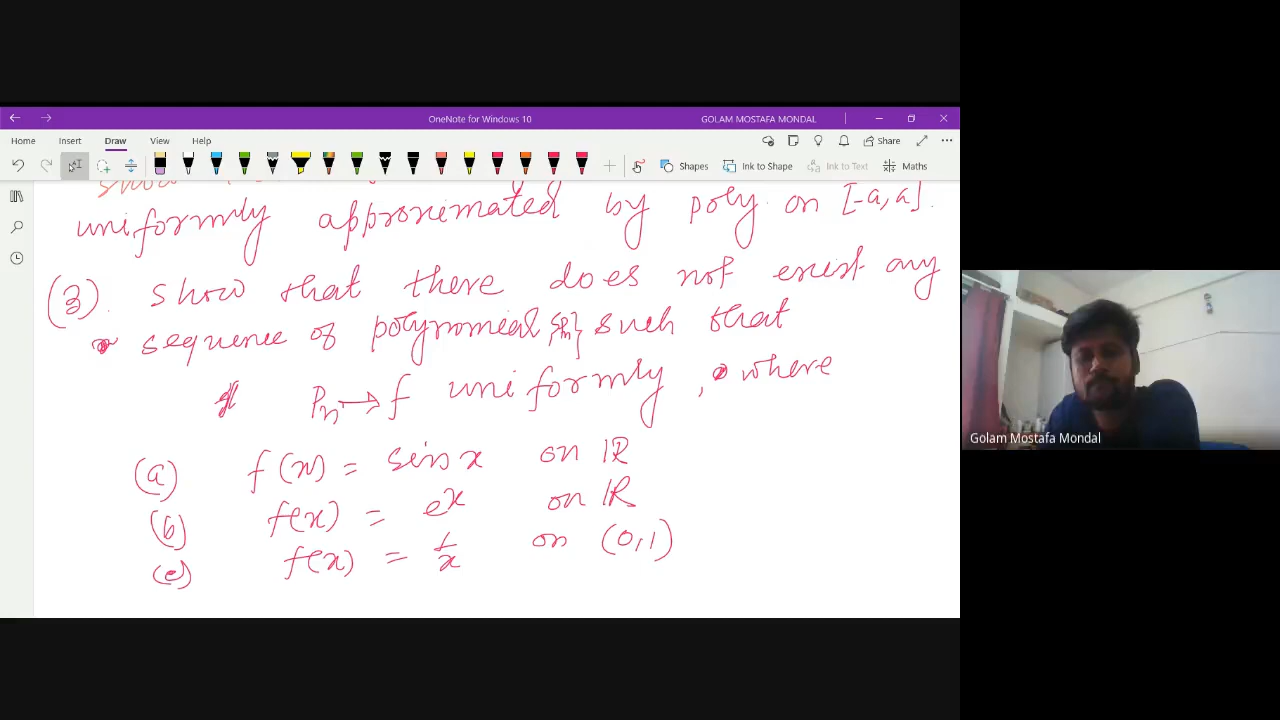 OneNote for Windows 10
GOLAM MOSTAFA MONDAL
Home Insert Draw View Help
Share
Shapes Ink to Shape Ink to Text Maths
show
uniformly approximated by poly. on [-a, a].
(3). Show that there does not exist any
sequence of polynomial {Pn} such that
Pn → f uniformly, where
(a) f(x) = sin x on ℝ
(b) f(x) = e^x on ℝ
(c) f(x) = 1/x on (0,1)
Golam Mostafa Mondal